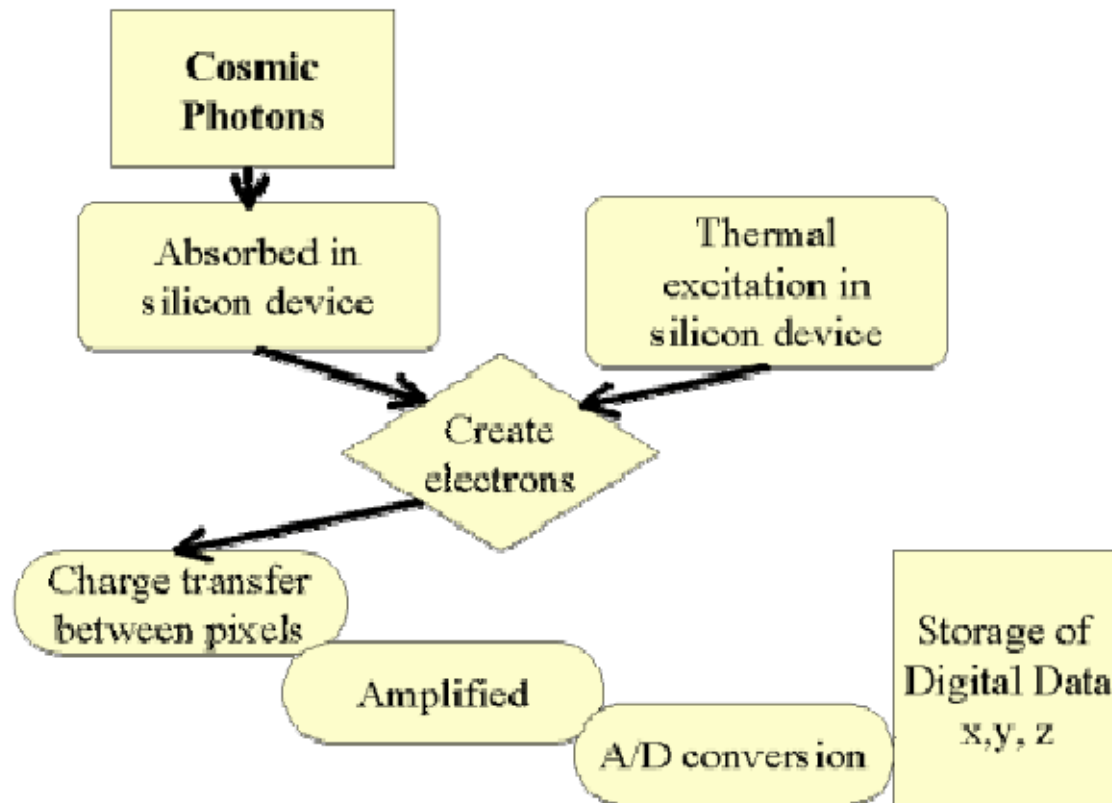 Cosmic
Photons
Absorbed in
silicon device
Thermal
excitation in
silicon device
Create
electrons
Charge transfer
between pixels
Amplified
A/D conversion
Storage of
Digital Data
x,y, z